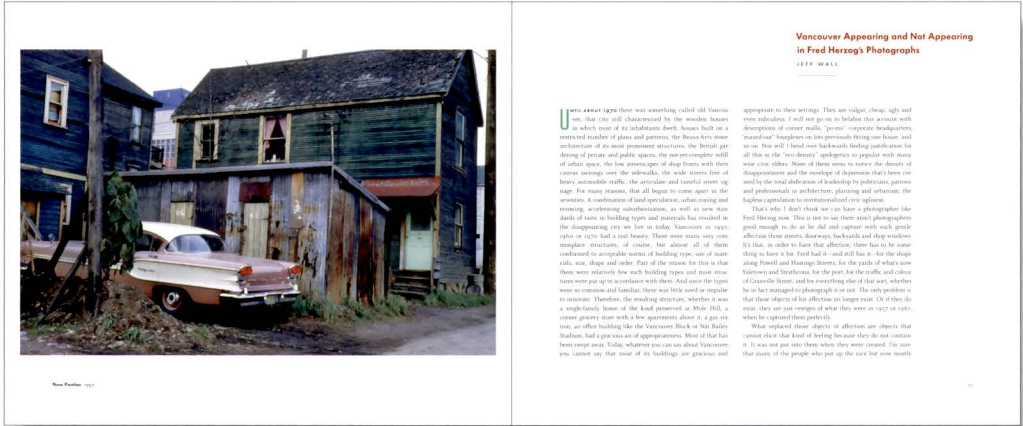 New Pontiac 1957
Vancouver Appearing and Not Appearing
in Fred Herzog's Photographs
JEFF WALL
UNTIL ABOUT 1970 there was something called old Vancou-
ver, that city still characterized by the wooden houses
in which most of its inhabitants dwelt, houses built on a
restricted number of plans and patterns, the Beaux-Arts stone
architecture of its most prominent structures, the British gar-
dening of private and public spaces, the not-yet-complete infill
of urban space, the low streetscapes of shop fronts with their
canvas awnings over the sidewalks, the wide streets free of
heavy automobile traffic, the articulate and tasteful street sig-
nage. For many reasons, that all began to come apart in the
seventies. A combination of land speculation, urban zoning and
rezoning, accelerating suburbanization, as well as new stan-
dards of taste in building types and materials has resulted in
the disappointing city we live in today. Vancouver in 1950,
1960 or 1970 had a real beauty. There were many very com-
monplace structures, of course, but almost all of them
conformed to acceptable norms of building type, use of mate-
rials, size, shape and order. Part of the reason for this is that
there were relatively few such building types and most struc-
tures were put up in accordance with them. And since the types
were so common and familiar, there was little need or impulse
to innovate. Therefore, the resulting structure, whether it was
a single-family home of the kind preserved at Mole Hill, a
corner grocery store with a few apartments above it, a gas sta-
tion, an office building like the Vancouver Block or Nat Bailey
Stadium, had a gracious air of appropriateness. Most of that has
been swept away. Today, whatever you can say about Vancouver,
you cannot say that most of its buildings are gracious and
appropriate to their settings. They are vulgar, cheap, ugly and
even ridiculous. I will not go on to belabor this account with
descriptions of corner malls, "po-mo" corporate headquarters,
"maxed-out" fourplexes on lots previously fitting one house, and
so on. Nor will I bend over backwards finding justification for
all this in the "eco-density" apologetics so popular with many
wise civic elders. None of them seem to notice the density of
disappointment and the envelope of depression that's been cre-
ated by the total abdication of leadership by politicians, patrons
and professionals in architecture, planning and urbanism, the
hapless capitulation to institutionalized civic ugliness.
That's why I don't think we can have a photographer like
Fred Herzog now. This is not to say there aren't photographers
good enough to do as he did and capture with such gentle
affection those streets, doorways, backyards and shop windows.
It's that, in order to have that affection, there has to be some-
thing to have it for. Fred had it—and still has it—for the shops
along Powell and Hastings Streets, for the yards of what's now
Yaletown and Strathcona, for the port, for the traffic and colour
of Granville Street, and for everything else of that sort, whether
he in fact managed to photograph it or not. The only problem is
that those objects of his affection no longer exist. Or if they do
exist, they are just vestiges of what they were in 1957 or 1961,
when he captured them perfectly.
What replaced those objects of affection are objects that
cannot elicit that kind of feeling because they do not contain
it. It was not put into them when they were created. I'm sure
that many of the people who put up the nice but now mostly